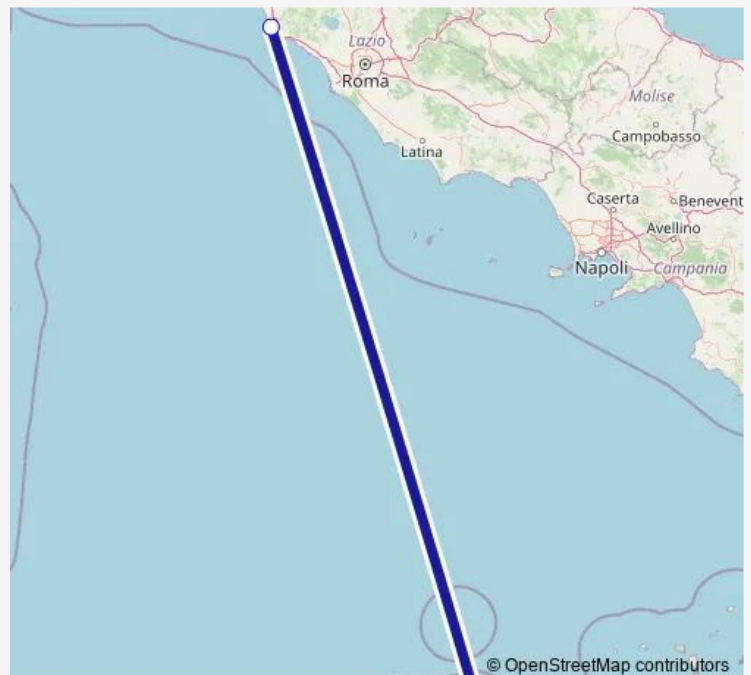 Lazio
Roma
Molise
Campobasso
Latina
Caserta
Benevent
Avellino
Napoli
Campania
© OpenStreetMap contributors